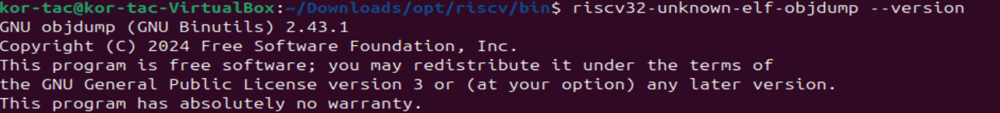 kor-tac@kor-tac-VirtualBox:~/Downloads/opt/riscv/bin$ riscv32-unknown-elf-objdump --version
GNU objdump (GNU Binutils) 2.43.1
Copyright (C) 2024 Free Software Foundation, Inc.
This program is free software; you may redistribute it under the terms of
the GNU General Public License version 3 or (at your option) any later version.
This program has absolutely no warranty.